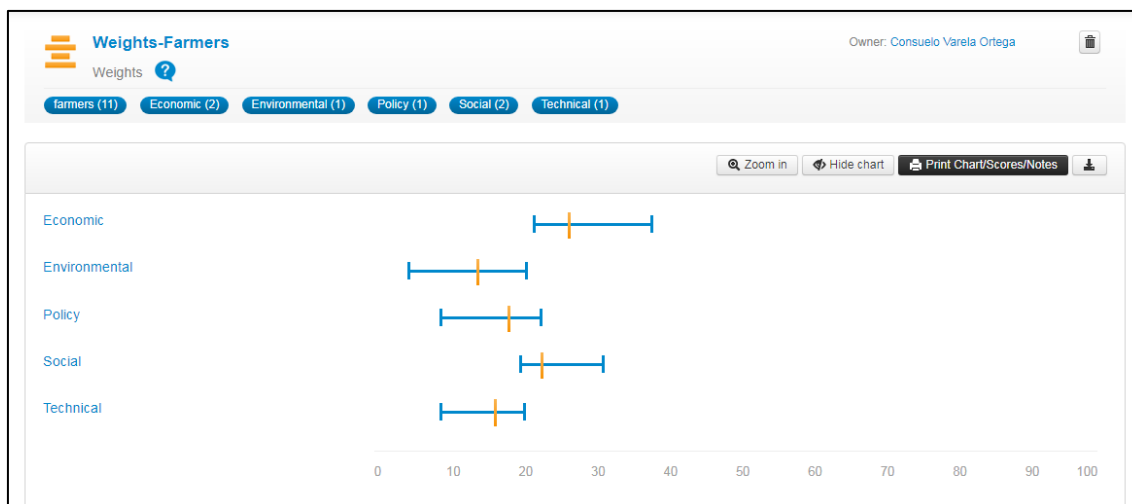 Weights-Farmers
Owner: Consuelo Varela Ortega
Weights ?
farmers (11) Economic (2) Environmental (1) Policy (1) Social (2) Technical (1)
Zoom in Hide chart Print Chart/Scores/Notes
Economic
Environmental
Policy
Social
Technical
0 10 20 30 40 50 60 70 80 90 100